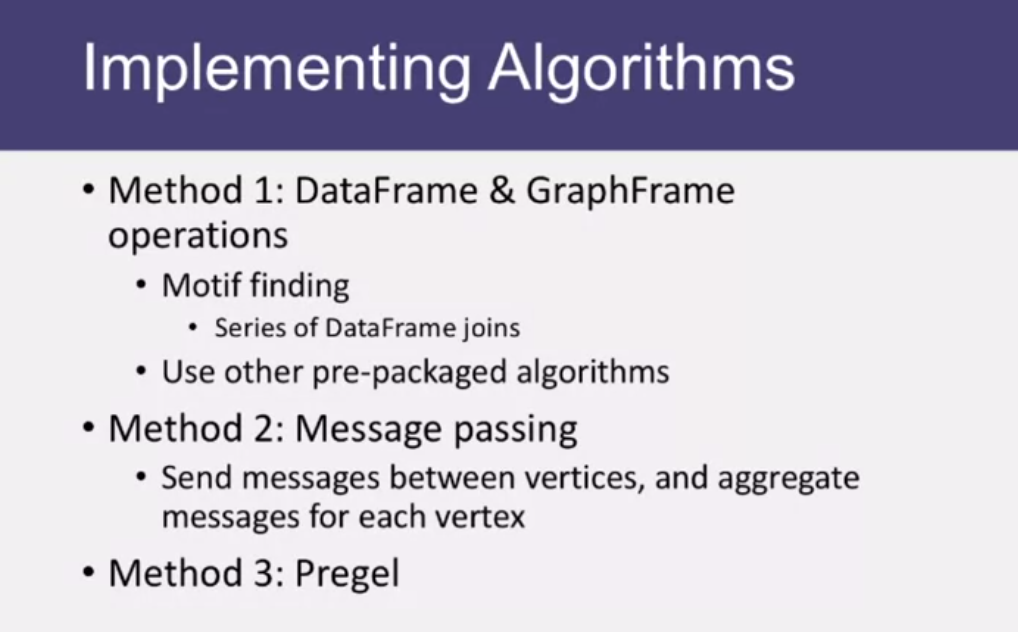 Implementing Algorithms
• Method 1: DataFrame & GraphFrame
operations
• Motif finding
• Series of DataFrame joins
• Use other pre-packaged algorithms
• Method 2: Message passing
• Send messages between vertices, and aggregate
messages for each vertex
• Method 3: Pregel